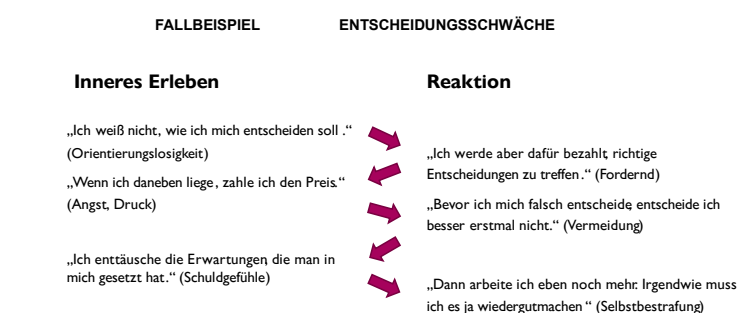 FALLBEISPIEL ENTSCHEIDUNGSSCHWÄCHE
Inneres Erleben
„Ich weiß nicht, wie ich mich entscheiden soll .“
(Orientierungslosigkeit)
„Wenn ich daneben liege, zahle ich den Preis.“
(Angst, Druck)
„Ich enttäusche die Erwartungen, die man in
mich gesetzt hat.“ (Schuldgefühle)
Reaktion
„Ich werde aber dafür bezahlt, richtige
Entscheidungen zu treffen.“ (Fordernd)
„Bevor ich mich falsch entscheide, entscheide ich
besser erstmal nicht.“ (Vermeidung)
„Dann arbeite ich eben noch mehr. Irgendwie muss
ich es ja wiedergutmachen “ (Selbstbestrafung)